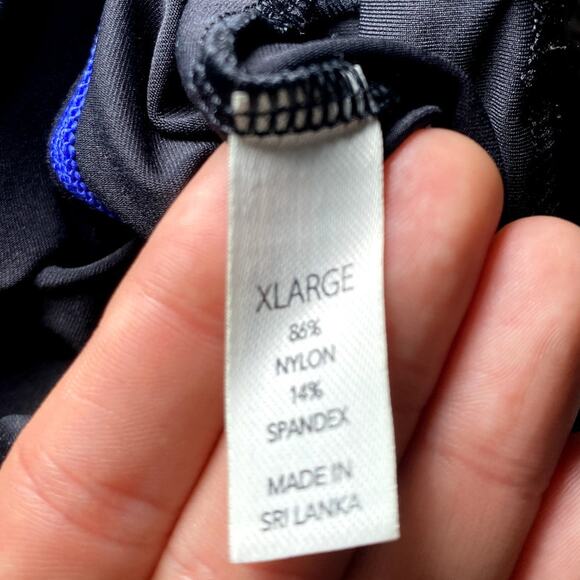 XLARGE
86%
NYLON
14%
SPANDEX
MADE IN
SRI LANKA